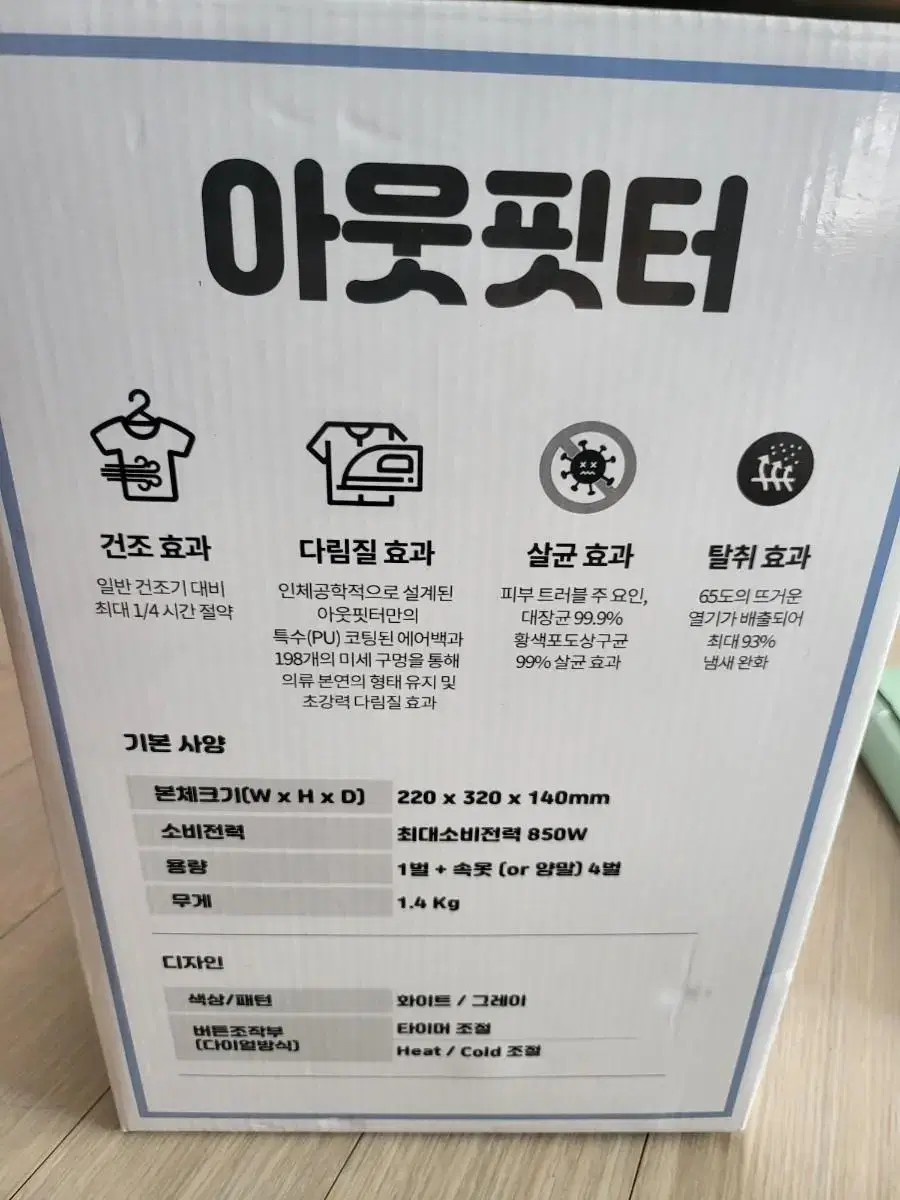 아웃핏터
건조 효과
일반 건조기 대비
최대 1/4 시간 절약
다림질 효과
인체공학적으로 설계된
아웃핏터만의
특수(PU) 코팅된 에어백과
198개의 미세 구멍을 통해
의류 본연의 형태 유지 및
초강력 다림질 효과
살균 효과
피부 트러블 주 요인,
대장균 99.9%
황색포도상구균
99% 살균 효과
탈취 효과
65도의 뜨거운
열기가 배출되어
최대 93%
냄새 완화
기본 사양
본체크기(W x H x D) 220 x 320 x 140mm
소비전력 최대소비전력 850W
용량 1벌 + 속옷 (or 양말) 4벌
무게 1.4 Kg
디자인
색상/패턴 화이트 / 그레이
버튼조작부 타이머 조절
(다이얼방식) Heat / Cold 조절